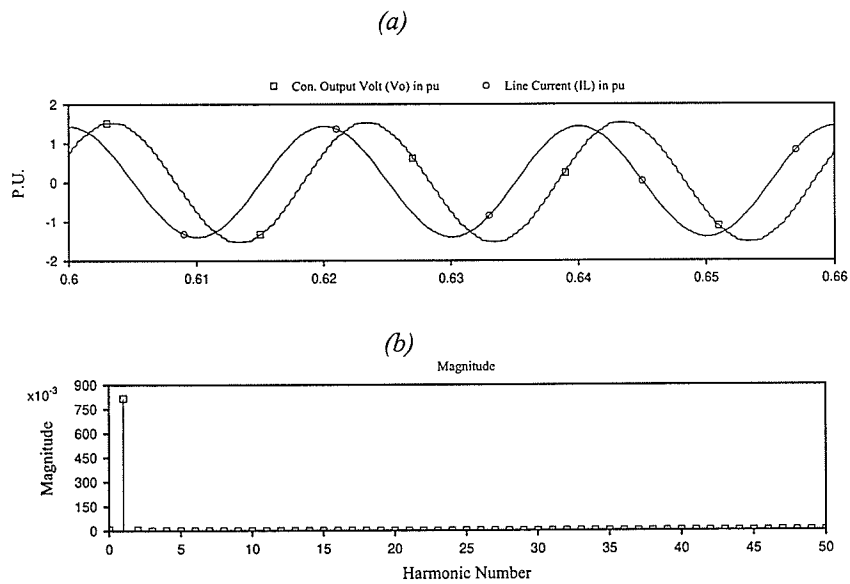 (a)
Con. Output Volt (Vo) in pu Line Current (IL) in pu
2
1
0
-1
-2
P.U.
0.6 0.61 0.62 0.63 0.64 0.65 0.66
(b)
Magnitude
x10-3
900
750
600
450
300
150
0
Magnitude
0 5 10 15 20 25 30 35 40 45 50
Harmonic Number